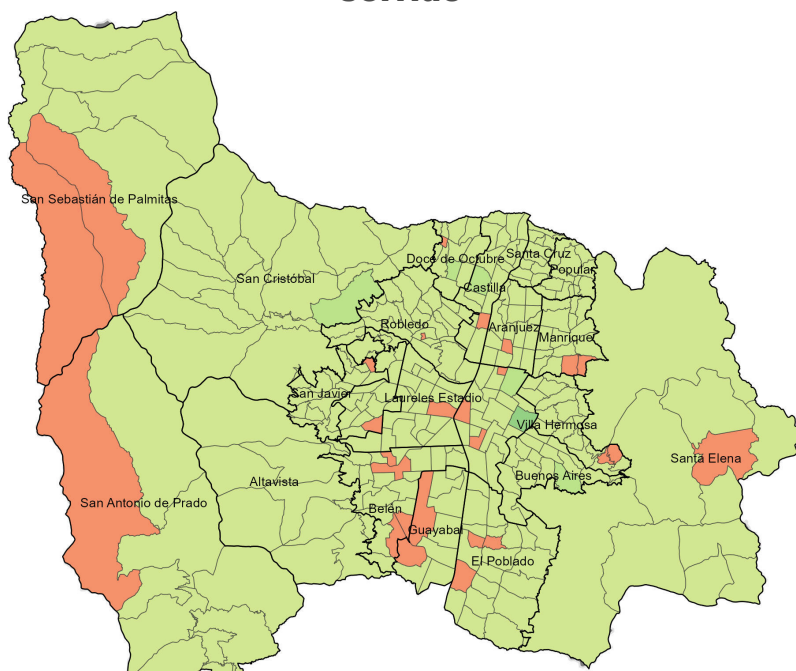 San Sebastián de Palmitas
San Cristóbal
Doce de Octubre
Santa Cruz
Popular
Castilla
Robledo
Aranjuez
Manrique
San Javier
Laureles Estadio
Villa Hermosa
Santa Elena
Buenos Aires
Altavista
San Antonio de Prado
Belén
Guayabal
El Poblado